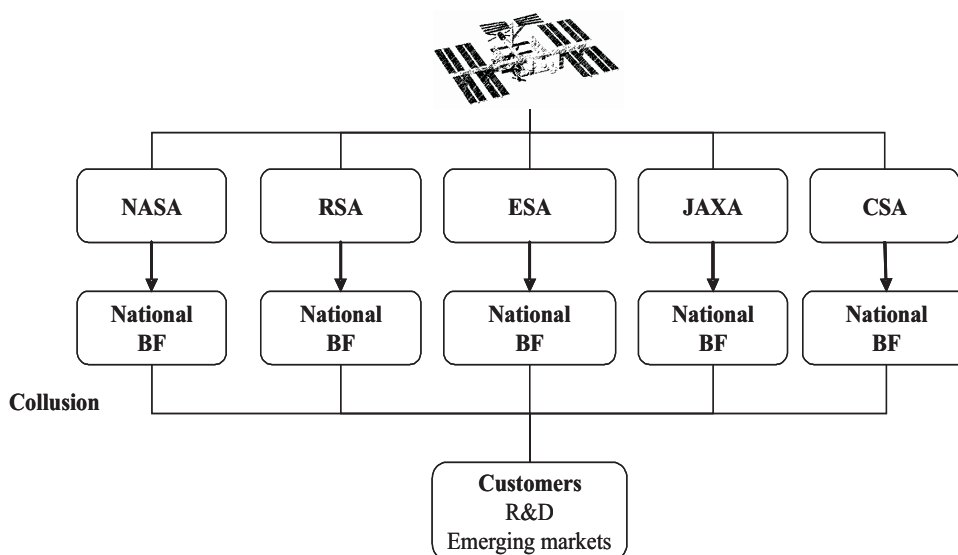 NASA
RSA
ESA
JAXA
CSA
National
BF
National
BF
National
BF
National
BF
National
BF
Collusion
Customers
R&D
Emerging markets